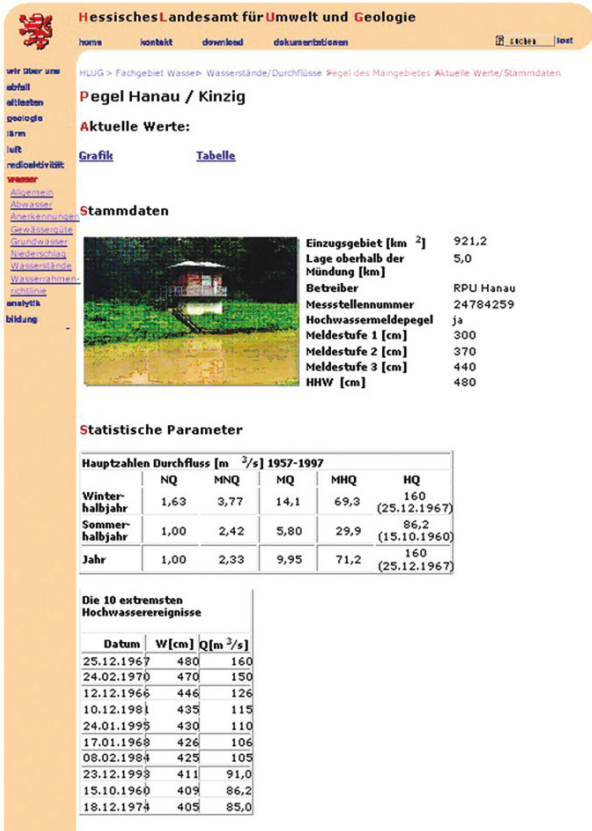 Hessisches Landesamt für Umwelt und Geologie
home kontakt download dokumentationen suchen los!
wir über uns
abfall
altlasten
geologie
lärm
luft
radioaktivität
wasser
Allgemein
Abwasser
Anerkennungen
Gewässergüte
Grundwasser
Niederschlag
Wasserstände
Wasserrahmen-
richtlinie
analytik
bildung
HLUG > Fachgebiet Wasser> Wasserstände/Durchflüsse Pegel des Maingebietes Aktuelle Werte/Stammdaten
Pegel Hanau / Kinzig
Aktuelle Werte:
Grafik Tabelle
Stammdaten
Einzugsgebiet [km ²] 921,2
Lage oberhalb der 5,0
Mündung [km]
Betreiber RPU Hanau
Messstellennummer 24784259
Hochwassermeldepegel ja
Meldestufe 1 [cm] 300
Meldestufe 2 [cm] 370
Meldestufe 3 [cm] 440
HHW [cm] 480
Statistische Parameter
Hauptzahlen Durchfluss [m ³/s] 1957-1997
NQ MNQ MQ MHQ HQ
Winter-
halbjahr 1,63 3,77 14,1 69,3 160
(25.12.1967)
Sommer-
halbjahr 1,00 2,42 5,80 29,9 86,2
(15.10.1960)
Jahr 1,00 2,33 9,95 71,2 160
(25.12.1967)
Die 10 extremsten
Hochwasserereignisse
Datum W[cm] Q[m ³/s]
25.12.1967 480 160
24.02.1970 470 150
12.12.1966 446 126
10.12.1981 435 115
24.01.1995 430 110
17.01.1968 426 106
08.02.1984 425 105
23.12.1993 411 91,0
15.10.1960 409 86,2
18.12.1974 405 85,0